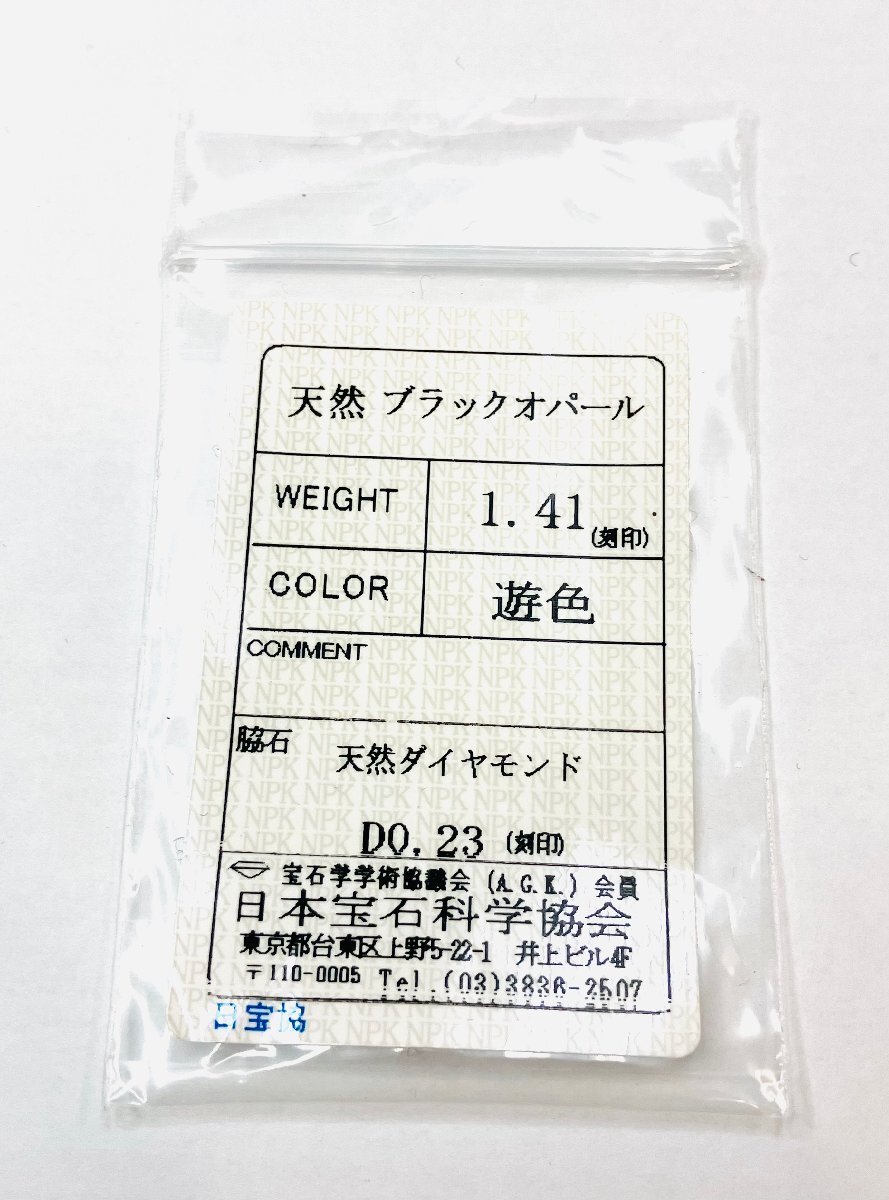 天然 ブラックオパール
WEIGHT 1.41 (刻印)
COLOR 遊色
COMMENT
脇石 天然ダイヤモンド
D0.23 (刻印)
宝石学学術協議会 (A.G.K.) 会員
日本宝石科学協会
東京都台東区上野5-22-1 井上ビル4F
〒110-0005 Tel.(03)3836-2507
日宝協